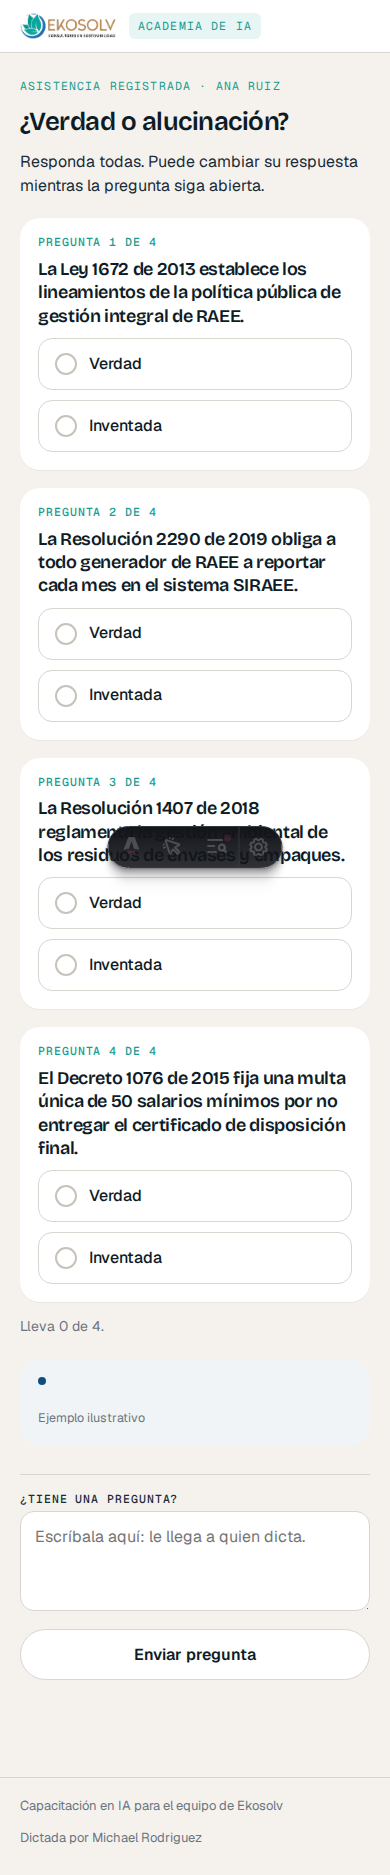 EKOSOLV
ACADEMIA DE IA
ASISTENCIA REGISTRADA · ANA RUIZ
¿Verdad o alucinación?
Responda todas. Puede cambiar su respuesta
mientras la pregunta siga abierta.
PREGUNTA 1 DE 4
La Ley 1672 de 2013 establece los
lineamientos de la política pública de
gestión integral de RAEE.
Verdad
Inventada
PREGUNTA 2 DE 4
La Resolución 2290 de 2019 obliga a
todo generador de RAEE a reportar
cada mes en el sistema SIRAEE.
Verdad
Inventada
PREGUNTA 3 DE 4
La Resolución 1407 de 2018
reglamenta la gestión ambiental de
los residuos de envases y empaques.
Verdad
Inventada
PREGUNTA 4 DE 4
El Decreto 1076 de 2015 fija una multa
única de 50 salarios mínimos por no
entregar el certificado de disposición
final.
Verdad
Inventada
Lleva 0 de 4.
Ejemplo ilustrativo
¿TIENE UNA PREGUNTA?
Escríbala aquí: le llega a quien dicta.
Enviar pregunta
Capacitación en IA para el equipo de Ekosolv
Dictada por Michael Rodriguez